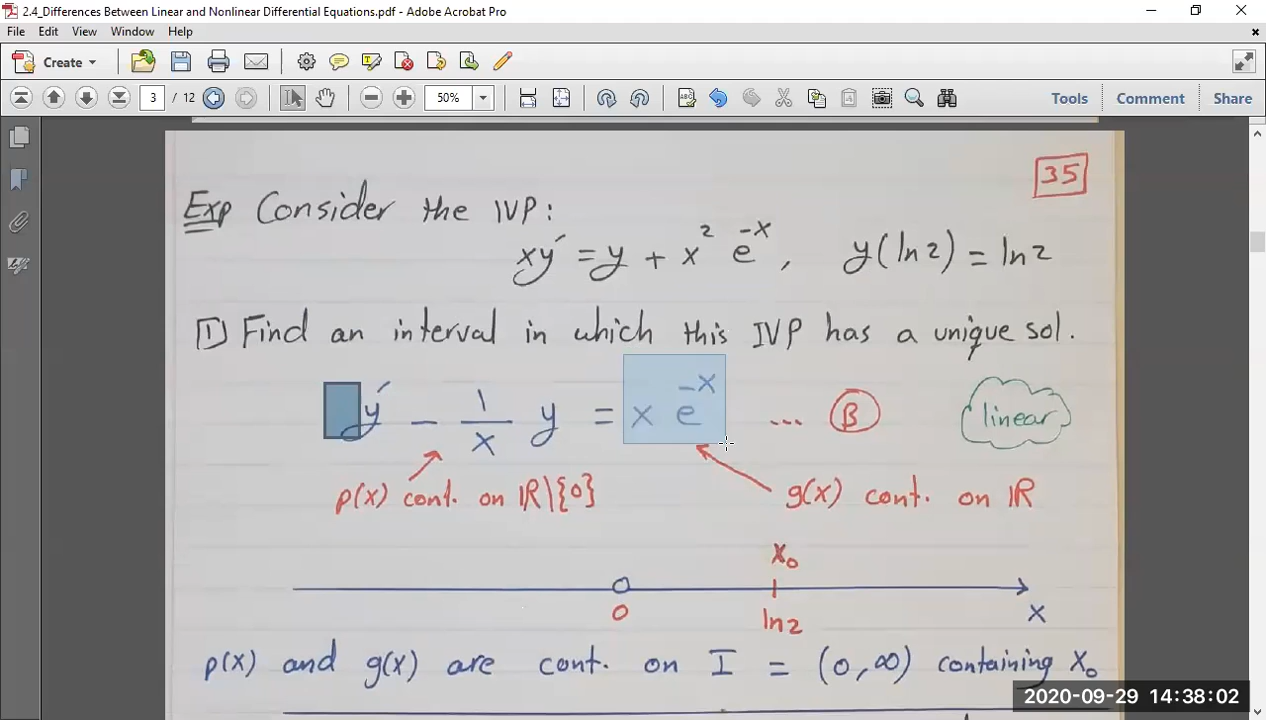 2.4_Differences Between Linear and Nonlinear Differential Equations.pdf - Adobe Acrobat Pro
File Edit View Window Help
Create
3 / 12 50% Tools Comment Share
35
Exp Consider the IVP:
xy′ = y + x² e^-x, y(ln2) = ln2
1 Find an interval in which this IVP has a unique sol.
y′ - 1/x y = x e^-x ... β linear
p(x) cont. on ℝ\{0} g(x) cont. on ℝ
x₀
0 ln2 x
p(x) and g(x) are cont. on I = (0,∞) containing x₀
2020-09-29 14:38:02